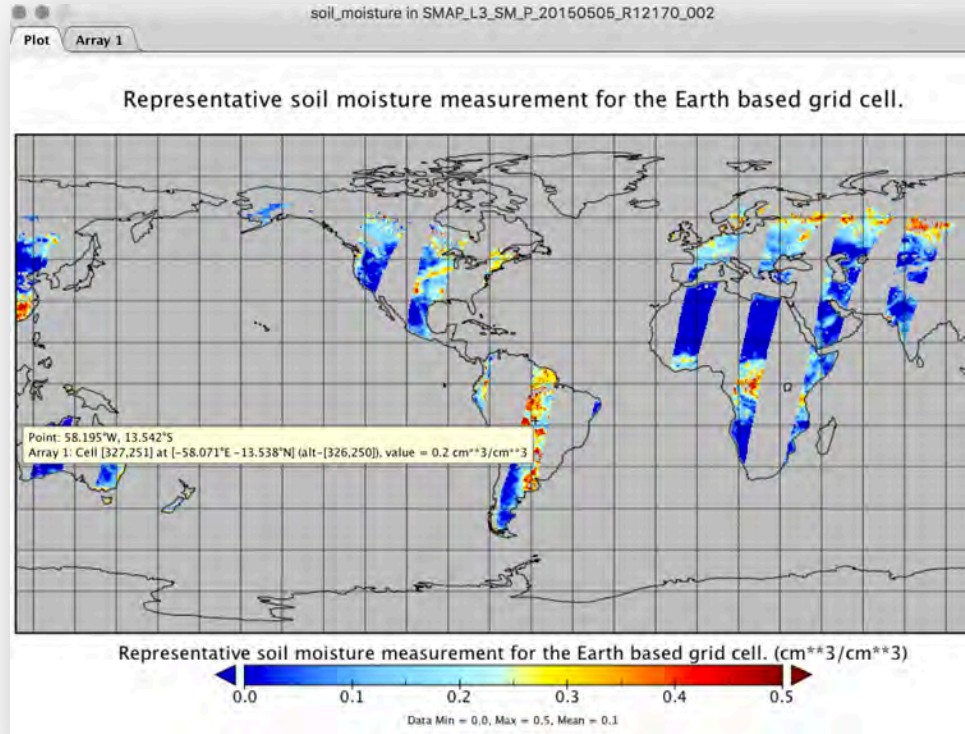 soil_moisture in SMAP_L3_SM_P_20150505_R12170_002
Plot
Array 1
Representative soil moisture measurement for the Earth based grid cell.
Point: 58.195°W, 13.542°S
Array 1: Cell [327,251] at [-58.071°E -13.538°N] (alt-[326,250]), value = 0.2 cm**3/cm**3
Representative soil moisture measurement for the Earth based grid cell. (cm**3/cm**3)
0.0 0.1 0.2 0.3 0.4 0.5
Data Min = 0.0, Max = 0.5, Mean = 0.1